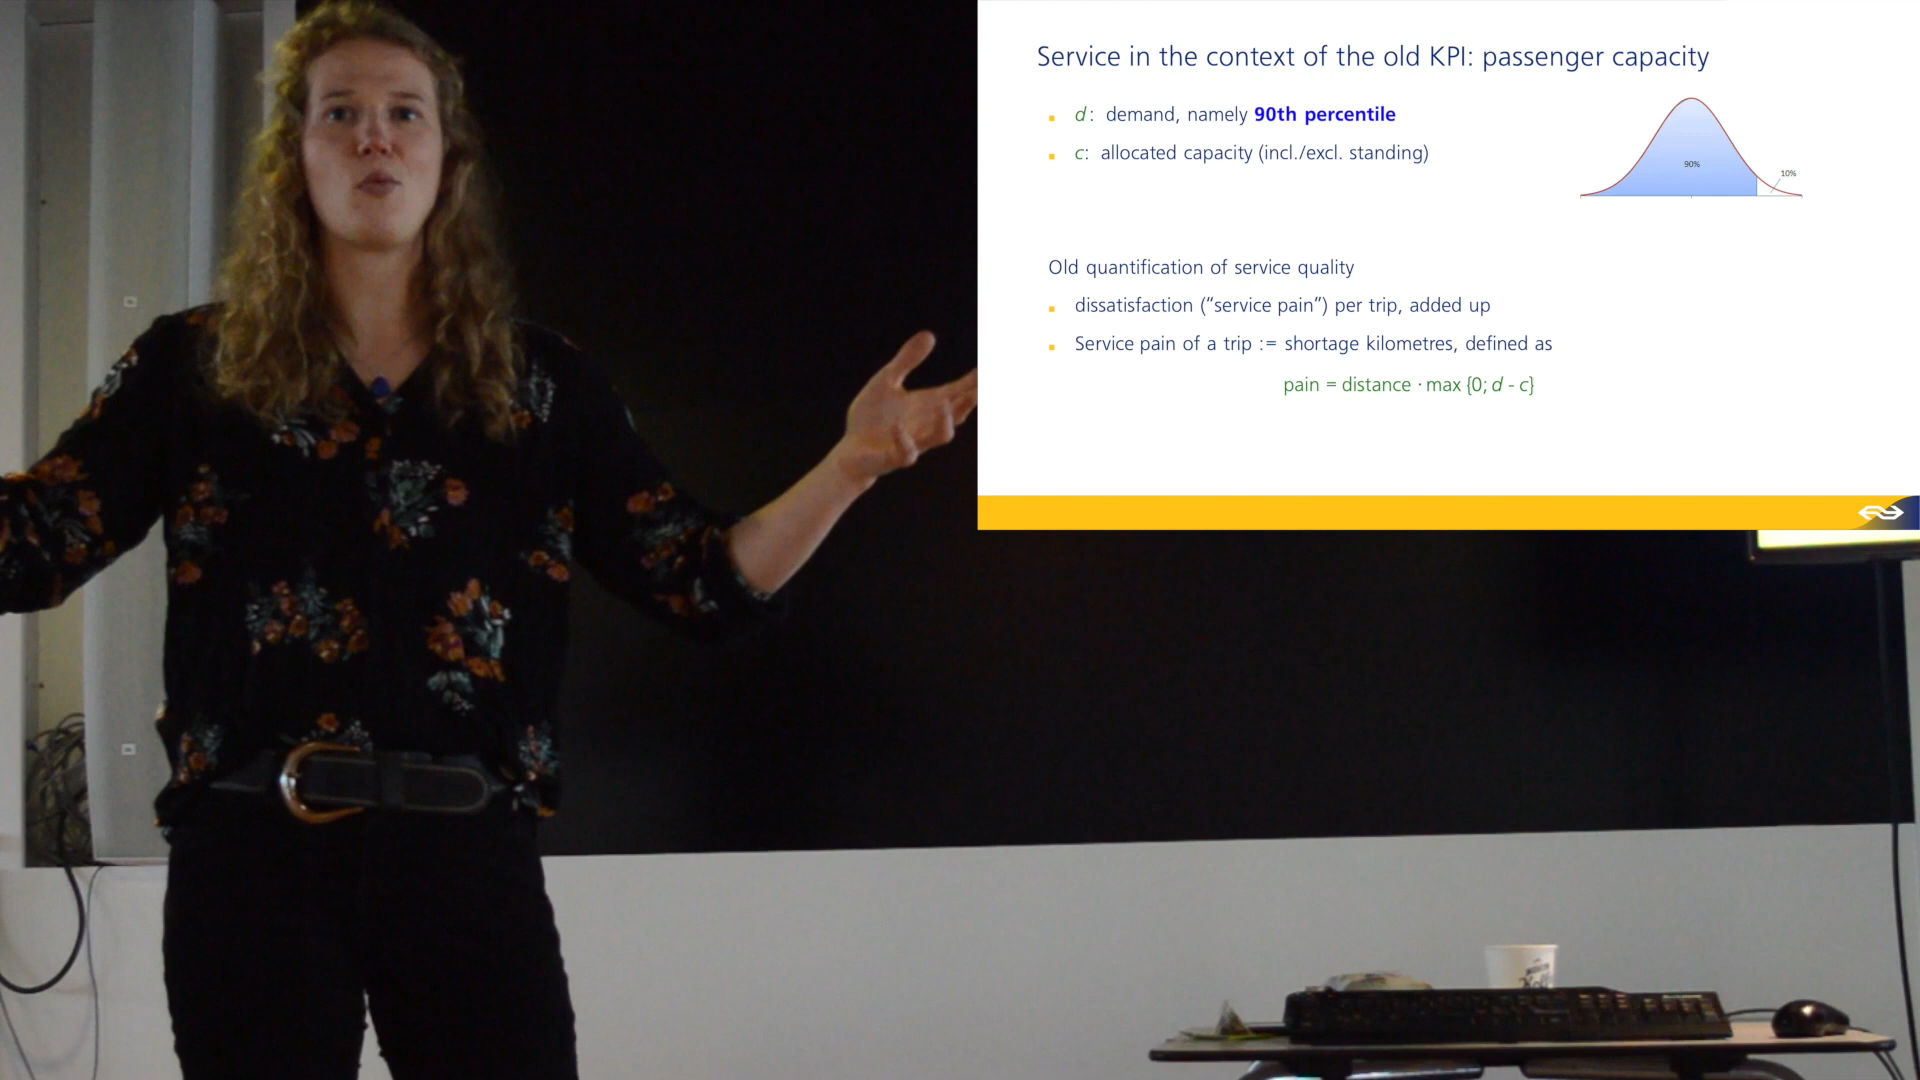 Service in the context of the old KPI: passenger capacity
d: demand, namely 90th percentile
c: allocated capacity (incl./excl. standing)
90%
10%
Old quantification of service quality
dissatisfaction (“service pain”) per trip, added up
Service pain of a trip := shortage kilometres, defined as
pain = distance · max {0; d - c}